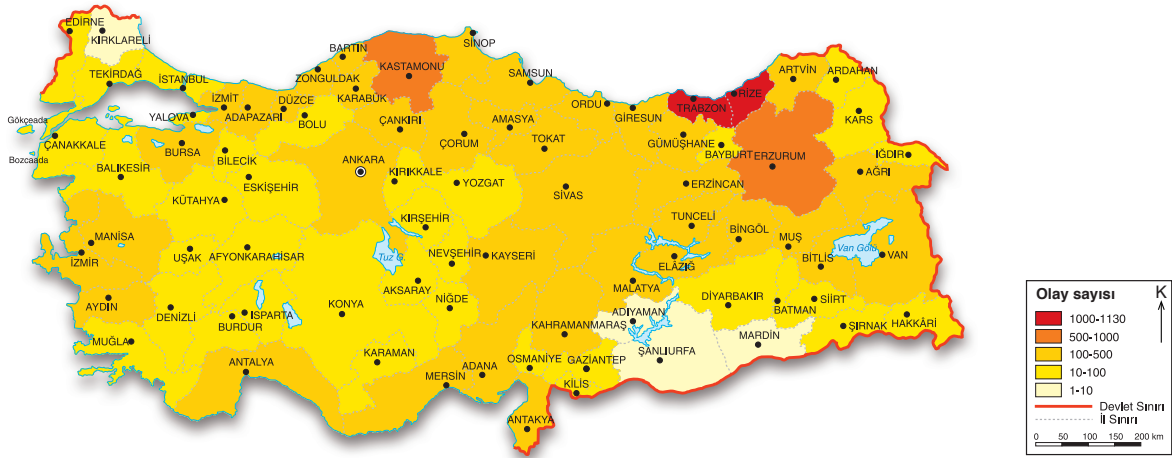 EDİRNE
KIRKLARELİ
TEKİRDAĞ
İSTANBUL
Gökçeada
Bozcaada
ÇANAKKALE
YALOVA
İZMİT
ADAPAZARI
DÜZCE
BOLU
ZONGULDAK
BARTIN
KARABÜK
KASTAMONU
SİNOP
ÇANKIRI
SAMSUN
AMASYA
ÇORUM
TOKAT
ORDU
GİRESUN
TRABZON
RİZE
ARTVİN
ARDAHAN
KARS
GÜMÜŞHANE
BAYBURT
ERZURUM
IĞDIR
AĞRI
BALIKESİR
BURSA
BİLECİK
ESKİŞEHİR
KÜTAHYA
ANKARA
KIRIKKALE
YOZGAT
SİVAS
ERZİNCAN
TUNCELİ
BİNGÖL
MUŞ
Van Gölü
VAN
BİTLİS
MANİSA
İZMİR
UŞAK
AFYONKARAHİSAR
KIRŞEHİR
Tuz G.
NEVŞEHİR
KAYSERİ
AKSARAY
NİĞDE
ELÂZIĞ
MALATYA
AYDIN
DENİZLİ
BURDUR
ISPARTA
KONYA
ADIYAMAN
DİYARBAKIR
BATMAN
SİİRT
ŞIRNAK
HAKKÂRİ
MARDİN
MUĞLA
ANTALYA
KARAMAN
MERSİN
ADANA
KAHRAMANMARAŞ
OSMANİYE
GAZİANTEP
ŞANLIURFA
KİLİS
ANTAKYA
Olay sayısı
K
1000-1130
500-1000
100-500
10-100
1-10
Devlet Sınırı
İl Sınırı
0 50 100 150 200 km